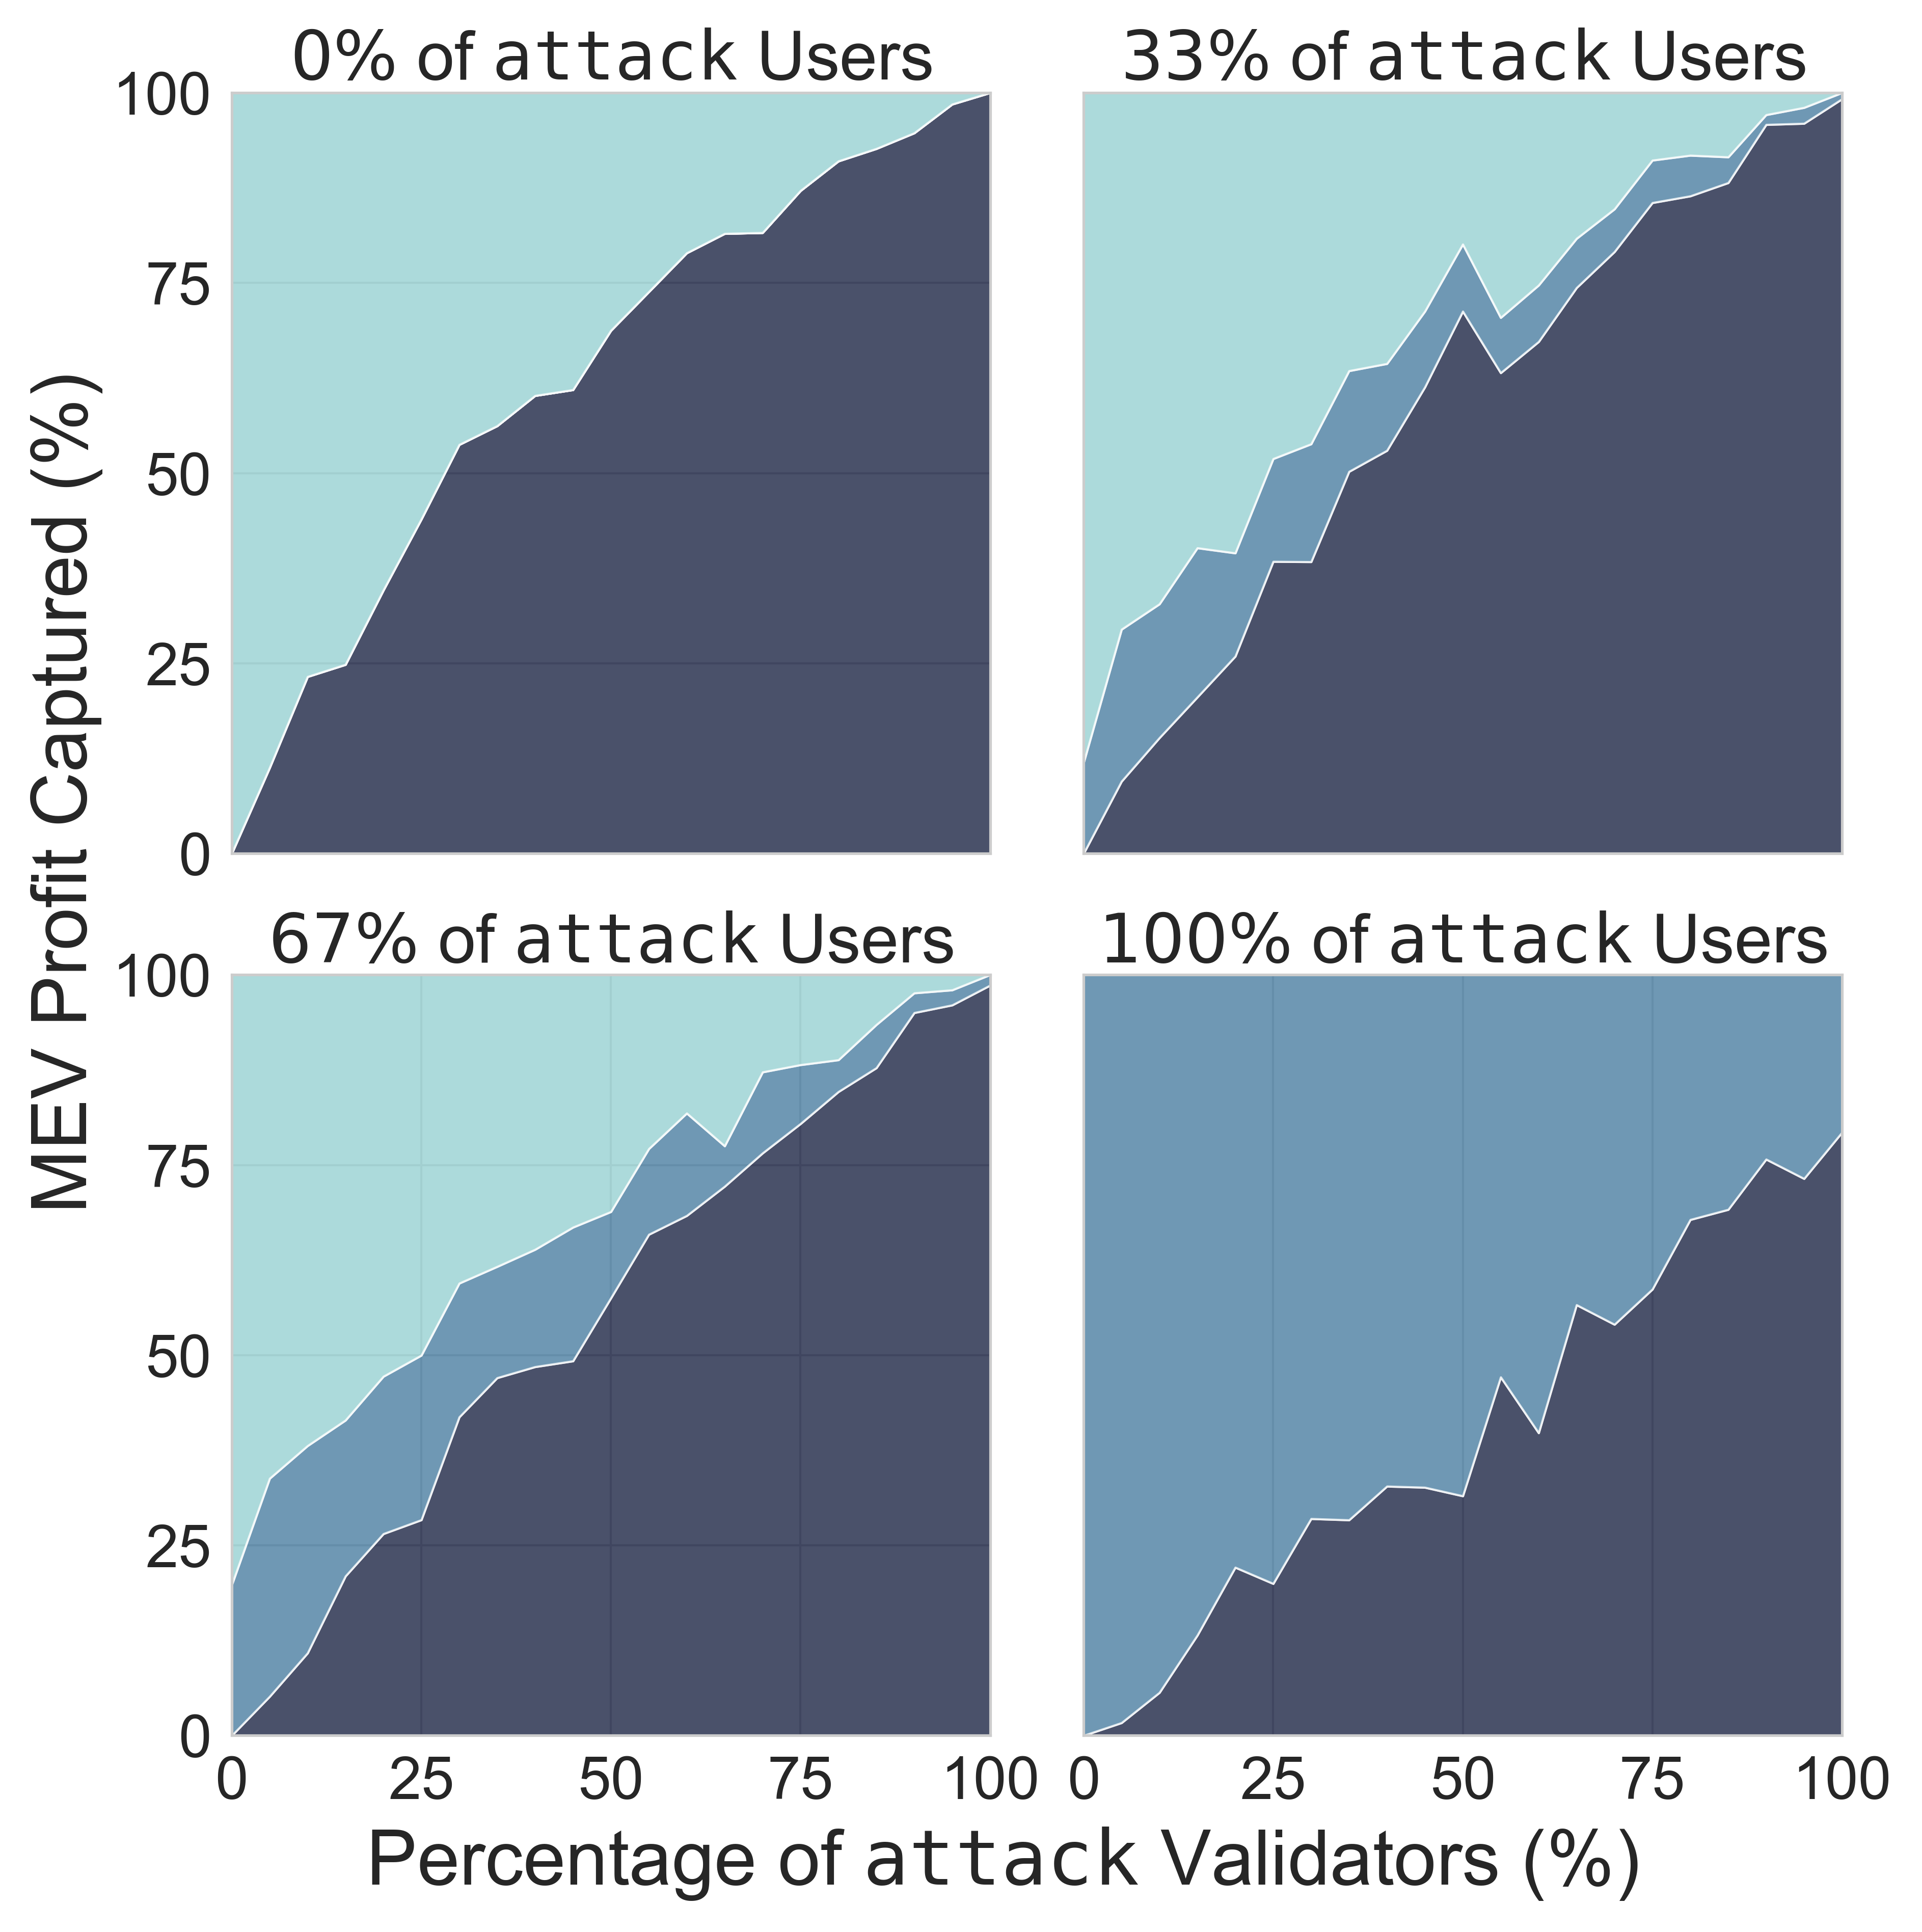 0% of attack Users
33% of attack Users
100
75
50
25
0
MEV Profit Captured (%)
67% of attack Users
100% of attack Users
100
75
50
25
0
0 25 50 75 100
0 25 50 75 100
Percentage of attack Validators (%)